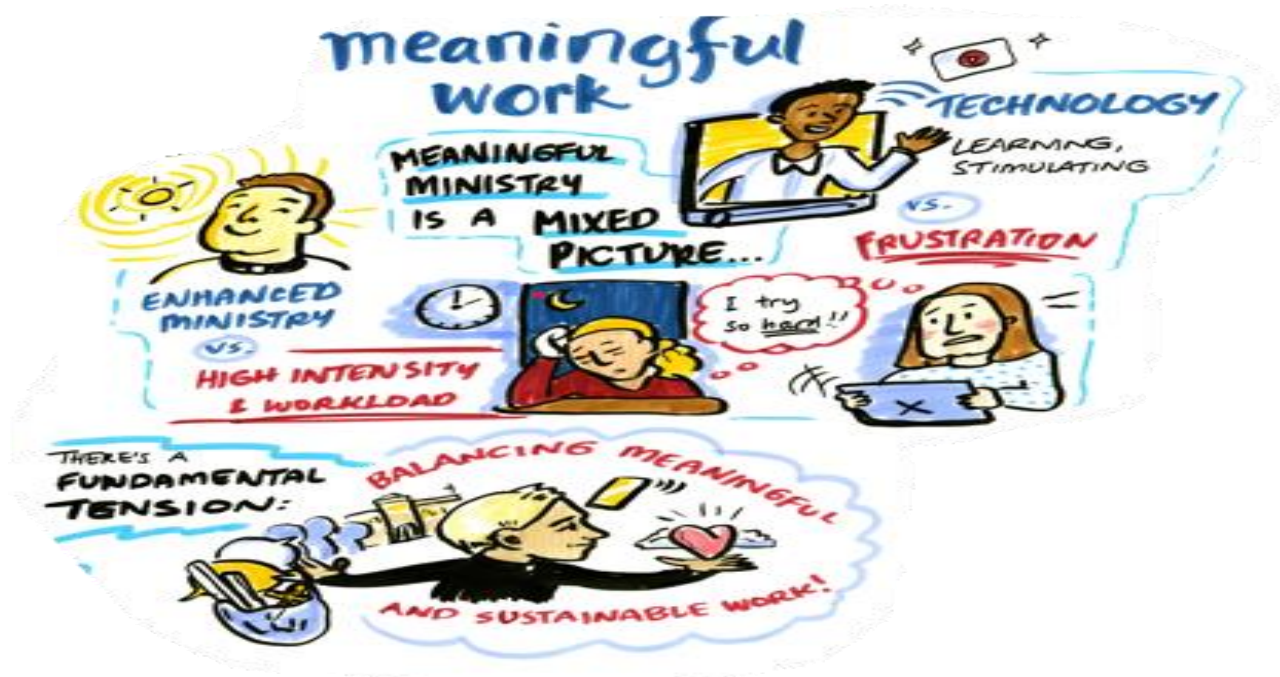 meaningful
work
MEANINGFUL
MINISTRY
IS A MIXED
PICTURE...
TECHNOLOGY
LEARNING,
STIMULATING
vs.
FRUSTRATION
ENHANCED
MINISTRY
vs.
HIGH INTENSITY
& WORKLOAD
I try
so hard!!
THERE'S A
FUNDAMENTAL
TENSION:
BALANCING MEANINGFUL
AND SUSTAINABLE WORK!